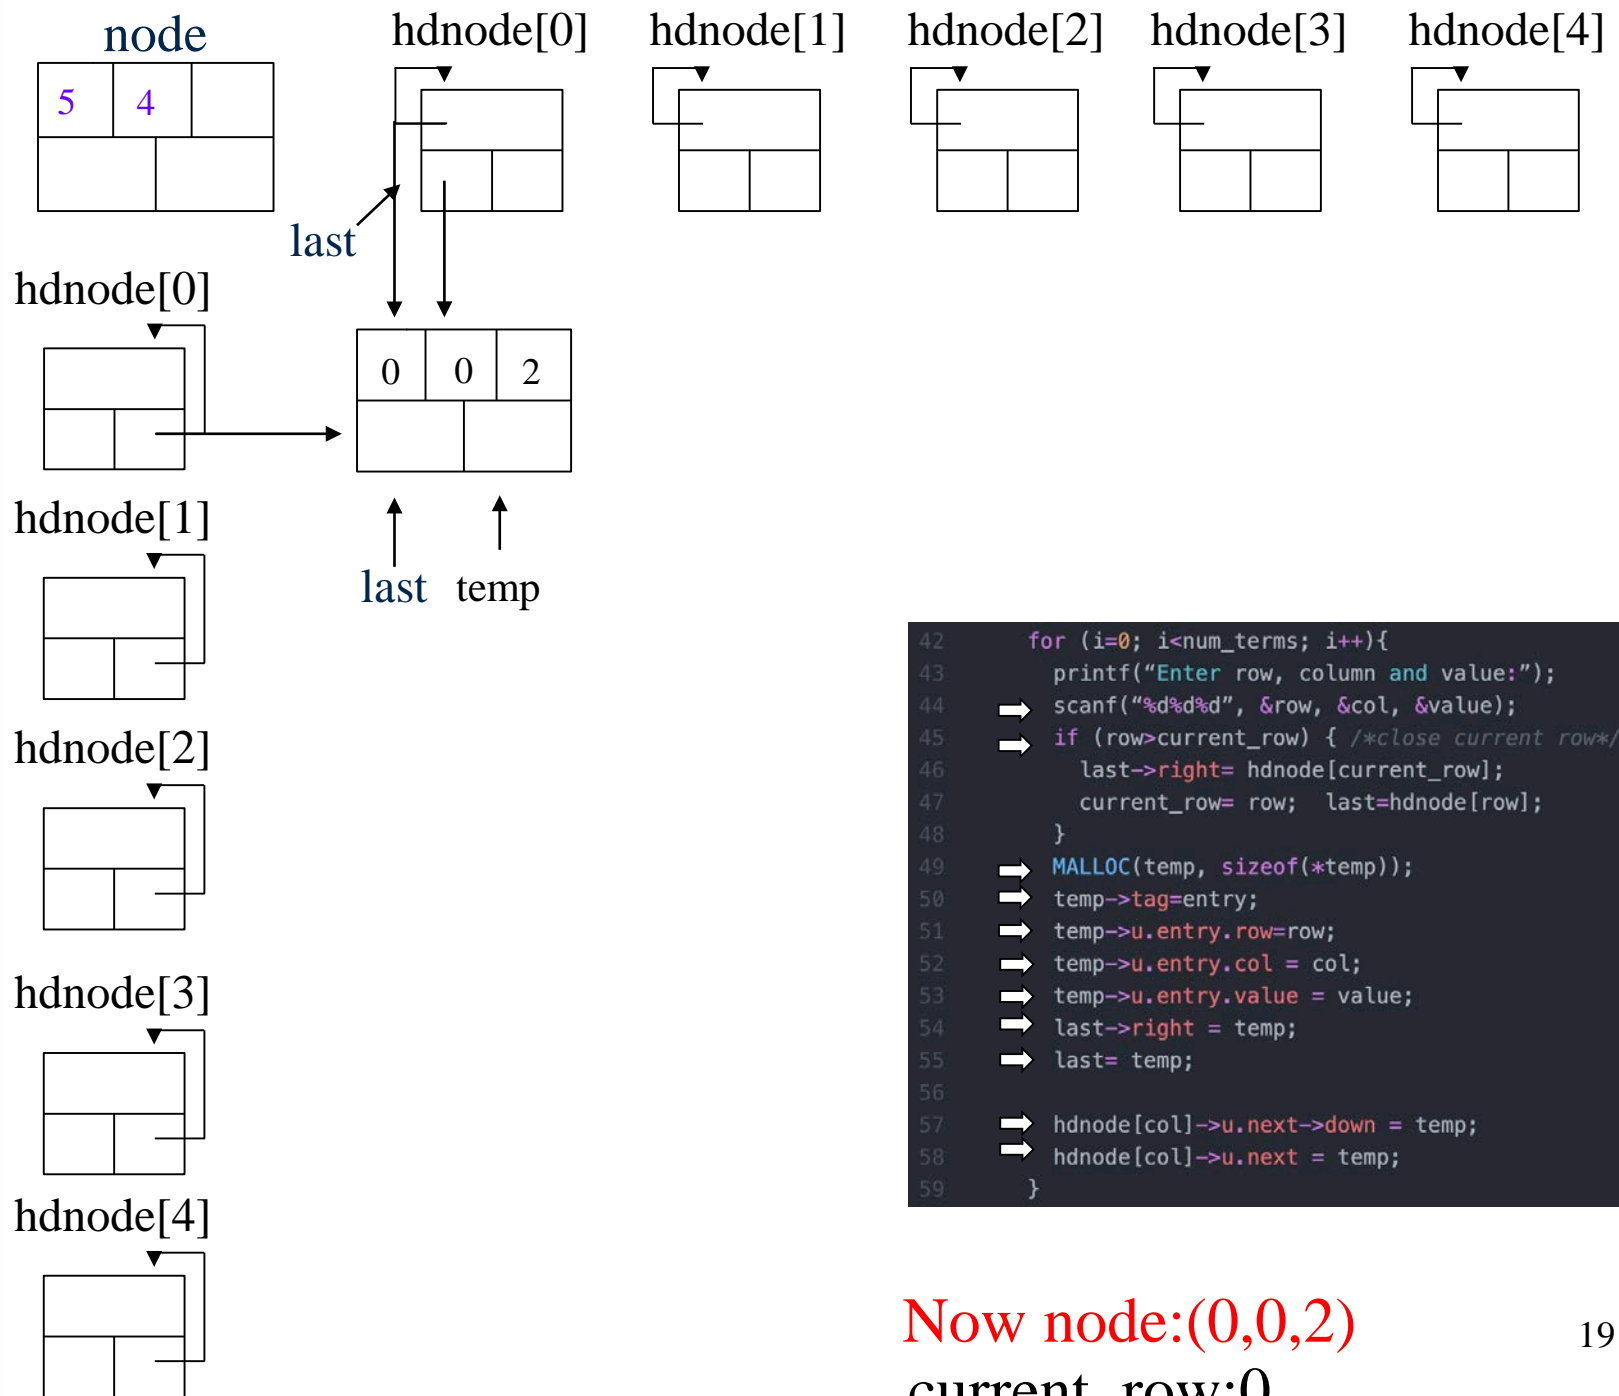 node
hdnode[0]
hdnode[1]
hdnode[2]
hdnode[3]
hdnode[4]
5 4
last
hdnode[0]
0 0 2
hdnode[1]
last temp
hdnode[2]
hdnode[3]
hdnode[4]
42 for (i=0; i<num_terms; i++){
43 printf(“Enter row, column and value:”);
44 scanf(“%d%d%d”, &row, &col, &value);
45 if (row>current_row) { /*close current row*/
46 last->right= hdnode[current_row];
47 current_row= row; last=hdnode[row];
48 }
49 MALLOC(temp, sizeof(*temp));
50 temp->tag=entry;
51 temp->u.entry.row=row;
52 temp->u.entry.col = col;
53 temp->u.entry.value = value;
54 last->right = temp;
55 last= temp;
56
57 hdnode[col]->u.next->down = temp;
58 hdnode[col]->u.next = temp;
59 }
Now node:(0,0,2)
19
current_row:0